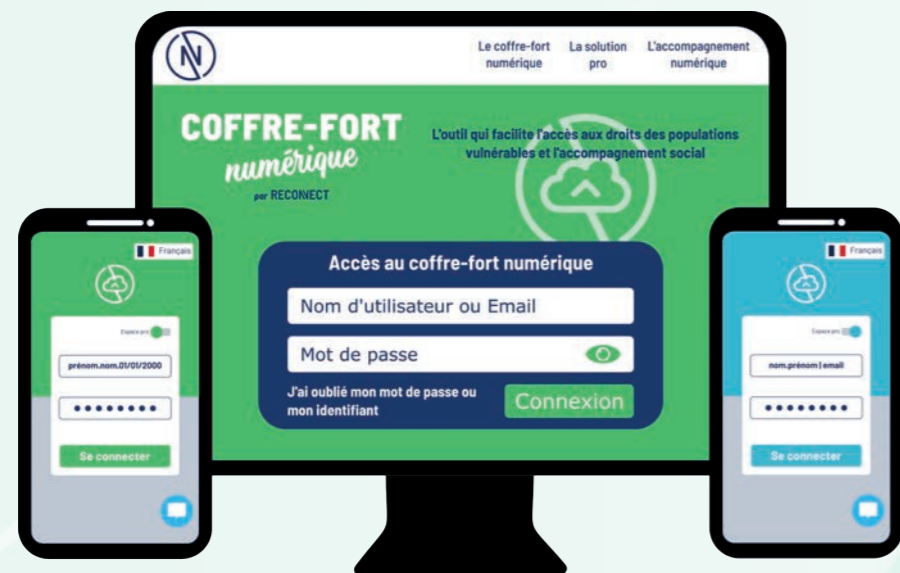 N
Le coffre-fort
numérique
La solution
pro
L'accompagnement
numérique
COFFRE-FORT
numérique
par RECONNECT
L'outil qui facilite l'accès aux droits des populations
vulnérables et l'accompagnement social
Accès au coffre-fort numérique
Nom d'utilisateur ou Email
Mot de passe
J'ai oublié mon mot de passe ou
mon identifiant
Connexion
Français
Espace pro
prénom.nom.01/01/2000
Se connecter
Français
Espace pro
nom.prénom | email
Se connecter